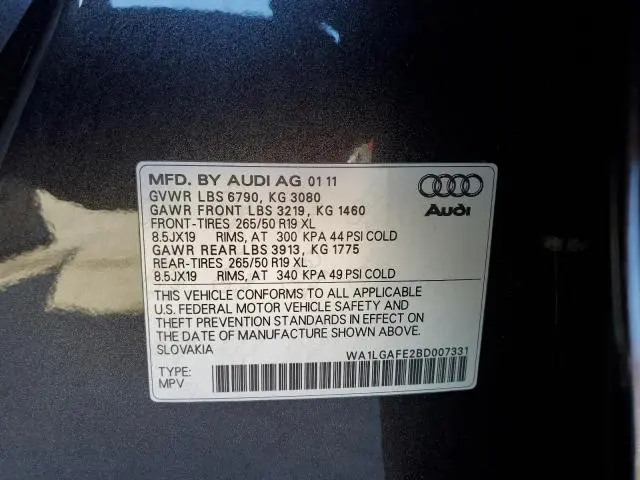 MFD. BY AUDI AG 01 11
GVWR LBS 6790, KG 3080
GAWR FRONT LBS 3219, KG 1460
FRONT-TIRES 265/50 R19 XL
8.5JX19 RIMS, AT 300 KPA 44 PSI COLD
GAWR REAR LBS 3913, KG 1775
REAR-TIRES 265/50 R19 XL
8.5JX19 RIMS, AT 340 KPA 49 PSI COLD
Audi
THIS VEHICLE CONFORMS TO ALL APPLICABLE
U.S. FEDERAL MOTOR VEHICLE SAFETY AND
THEFT PREVENTION STANDARDS IN EFFECT ON
THE DATE OF MANUFACTURE SHOWN ABOVE.
SLOVAKIA
WA1LGAFE2BD007331
TYPE:
MPV